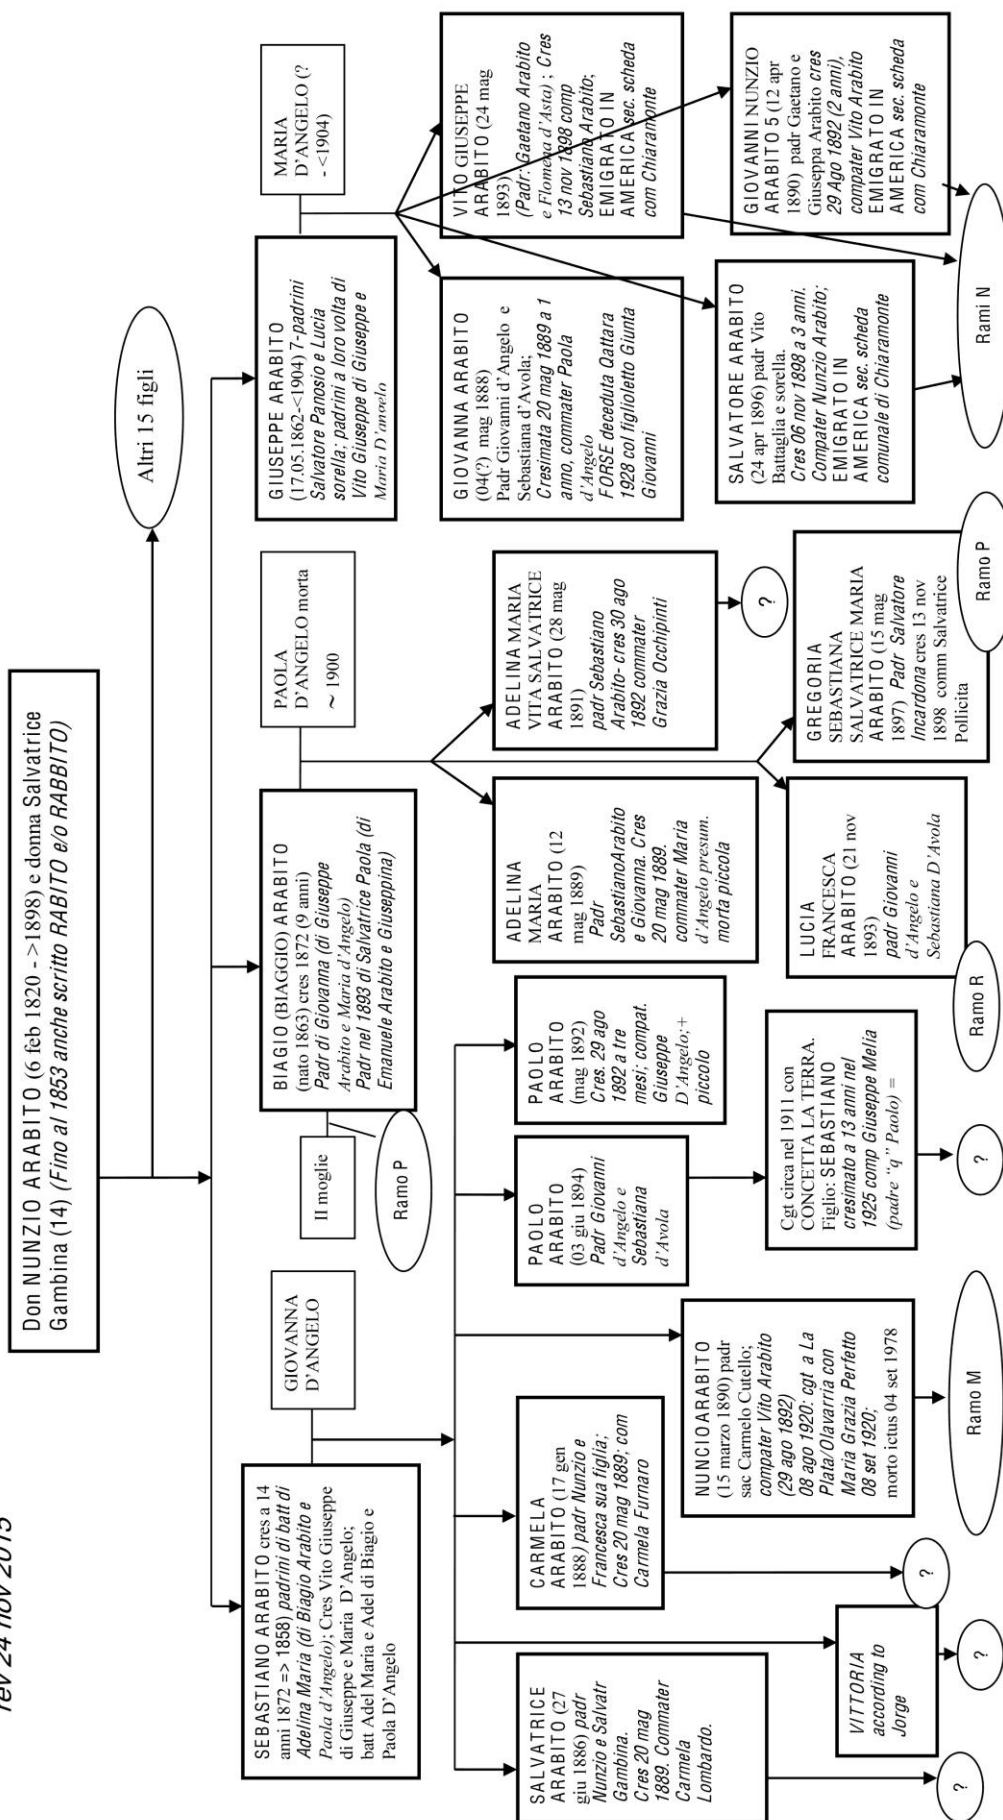 rev 24 nov 2015
Don NUNZIO ARABITO (6 feb 1820 - >1898) e donna Salvatrice
Gambina (14) (Fino al 1853 anche scritto RABITO e/o RABBITO)
Altri 15 figli
SEBASTIANO ARABITO cres a 14
anni 1872 => 1858) padrini di batt di
Adelina Maria (di Biagio Arabito e
Paola d'Angelo); Cres Vito Giuseppe
di Giuseppe e Maria D'Angelo;
batt Adel Maria e Adel di Biagio e
Paola D'Angelo
GIOVANNA
D'ANGELO
II moglie
Ramo P
BIAGIO (BIAGGIO) ARABITO
(nato 1863) cres 1872 (9 anni)
Padr di Giovanna (di Giuseppe
Arabito e Maria d'Angelo)
Padr nel 1893 di Salvatrice Paola (di
Emanuele Arabito e Giuseppina)
PAOLA
D'ANGELO morta
~ 1900
GIUSEPPE ARABITO
(17.05.1862-<1904) 7-padrini
Salvatore Panosio e Lucia
sorella; padrini a loro volta di
Vito Giuseppe di Giuseppe e
Maria D'angelo
MARIA
D'ANGELO (?
- <1904)
SALVATRICE
ARABITO (27
giu 1886) padr
Nunzio e Salvatr
Gambina.
Cres 20 mag
1889. Commater
Carmela
Lombardo.
?
VITTORIA
according to
Jorge
?
CARMELA
ARABITO (17 gen
1888) padr Nunzio e
Francesca sua figlia;
Cres 20 mag 1889; com
Carmela Furnaro
?
NUNCIO ARABITO
(15 marzo 1890) padr
sac Carmelo Cutello;
compater Vito Arabito
(29 ago 1892)
08 ago 1920: cgt a La
Plata/Olavarria con
Maria Grazia Perfetto
08 set 1920;
morto ictus 04 set 1978
Ramo M
PAOLO
ARABITO
(03 giu 1894)
Padr Giovanni
d'Angelo e
Sebastiana
d'Avola
Cgt circa nel 1911 con
CONCETTA LA TERRA.
Figlio: SEBASTIANO
cresimato a 13 anni nel
1925 comp Giuseppe Melia
(padre "q" Paolo) =
?
PAOLO
ARABITO
(mag 1892)
Cres. 29 ago
1892 a tre
mesi; compat.
Giuseppe
D'Angelo;+
piccolo
ADELINA
MARIA
ARABITO (12
mag 1889)
Padr
SebastianoArabito
e Giovanna. Cres
20 mag 1889.
commater Maria
d'Angelo presum.
morta piccola
ADELINA MARIA
VITA SALVATRICE
ARABITO (28 mag
1891)
padr Sebastiano
Arabito- cres 30 ago
1892 commater
Grazia Occhipinti
?
LUCIA
FRANCESCA
ARABITO (21 nov
1893)
padr Giovanni
d'Angelo e
Sebastiana D'Avola
Ramo R
GREGORIA
SEBASTIANA
SALVATRICE MARIA
ARABITO (15 mag
1897) Padr Salvatore
Incardona cres 13 nov
1898 comm Salvatrice
Pollicita
Ramo P
GIOVANNA ARABITO
(04(?) mag 1888)
Padr Giovanni d'Angelo e
Sebastiana d'Avola;
Cresimata 20 mag 1889 a 1
anno, commater Paola
d'Angelo
FORSE deceduta Qattara
1928 col figlioletto Giunta
Giovanni
VITO GIUSEPPE
ARABITO (24 mag
1893)
(Padr: Gaetano Arabito
e Flomena d'Asta) ; Cres
13 nov 1898 comp
Sebastiano Arabito;
EMIGRATO IN
AMERICA sec. scheda
com Chiaramonte
SALVATORE ARABITO
(24 apr 1896) padr Vito
Battaglia e sorella.
Cres 06 nov 1898 a 3 anni.
Compater Nunzio Arabito;
EMIGRATO IN
AMERICA sec. scheda
comunale di Chiaramonte
GIOVANNI NUNZIO
ARABITO 5 (12 apr
1890) padr Gaetano e
Giuseppa Arabito cres
29 Ago 1892 (2 anni),
compater Vito Arabito
EMIGRATO IN
AMERICA sec. scheda
com Chiaramonte
Rami N